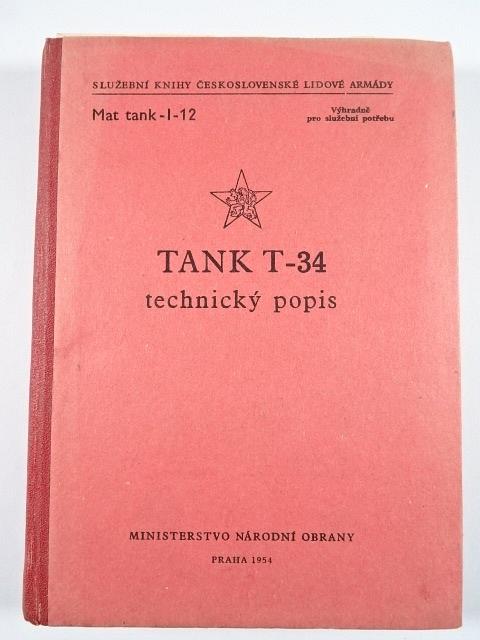 SLUŽEBNÍ KNIHY ČESKOSLOVENSKÉ LIDOVÉ ARMÁDY
Mat tank-1-12
Výhradně
pro služební potřebu
TANK T-34
technický popis
MINISTERSTVO NÁRODNÍ OBRANY
PRAHA 1954